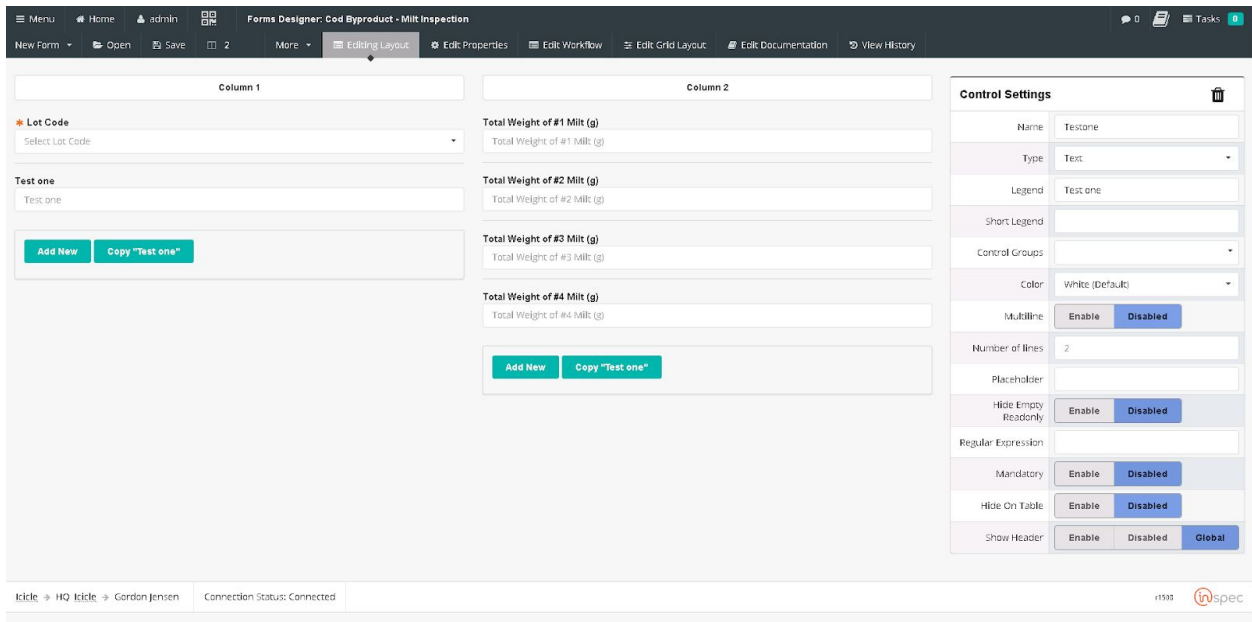 Menu Home admin Forms Designer: Cod Byproduct - Milt Inspection 0 Tasks 0
New Form Open Save 2 More Editing Layout Edit Properties Edit Workflow Edit Grid Layout Edit Documentation View History
Column 1
* Lot Code
Select Lot Code
Test one
Test one
Add New Copy "Test one"
Column 2
Total Weight of #1 Milt (g)
Total Weight of #1 Milt (g)
Total Weight of #2 Milt (g)
Total Weight of #2 Milt (g)
Total Weight of #3 Milt (g)
Total Weight of #3 Milt (g)
Total Weight of #4 Milt (g)
Total Weight of #4 Milt (g)
Add New Copy "Test one"
Control Settings
Name Testone
Type Text
Legend Test one
Short Legend
Control Groups
Color White (Default)
Multiline Enable Disabled
Number of lines 2
Placeholder
Hide Empty
Readonly Enable Disabled
Regular Expression
Mandatory Enable Disabled
Hide On Table Enable Disabled
Show Header Enable Disabled Global
Icicle → HQ Icicle → Gordon Jensen Connection Status: Connected inspec